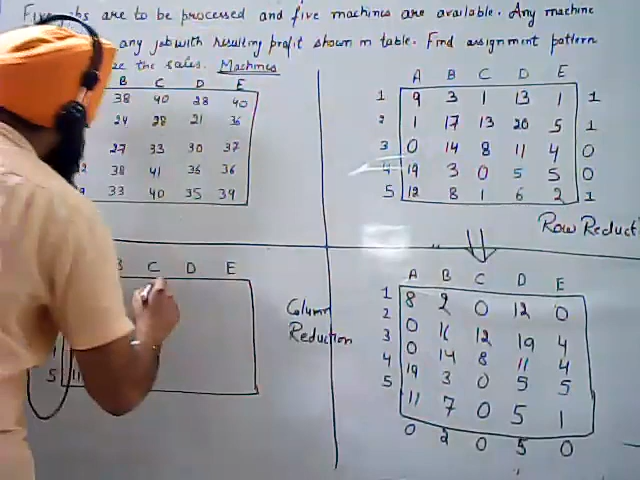 are to be processed and five machines are available. Any machine
any job with resulting profit shown in table. Find assignment pattern
the sales. Machines
B C D E
38 40 28 40
24 28 21 36
27 33 30 37
2 38 41 36 36
9 33 40 35 39
A B C D E
1 9 3 1 13 1 1
2 1 17 13 20 5 1
3 0 14 8 11 4 0
4 19 3 0 5 5 0
5 12 8 1 6 2 1
Row Reduct
B C D E
5 11
Column
Reduction
A B C D E
1 8 2 0 12 0
2 0 16 12 19 4
3 0 14 8 11 4
4 19 3 0 5 5
5 11 7 0 5 1
0 2 0 5 0